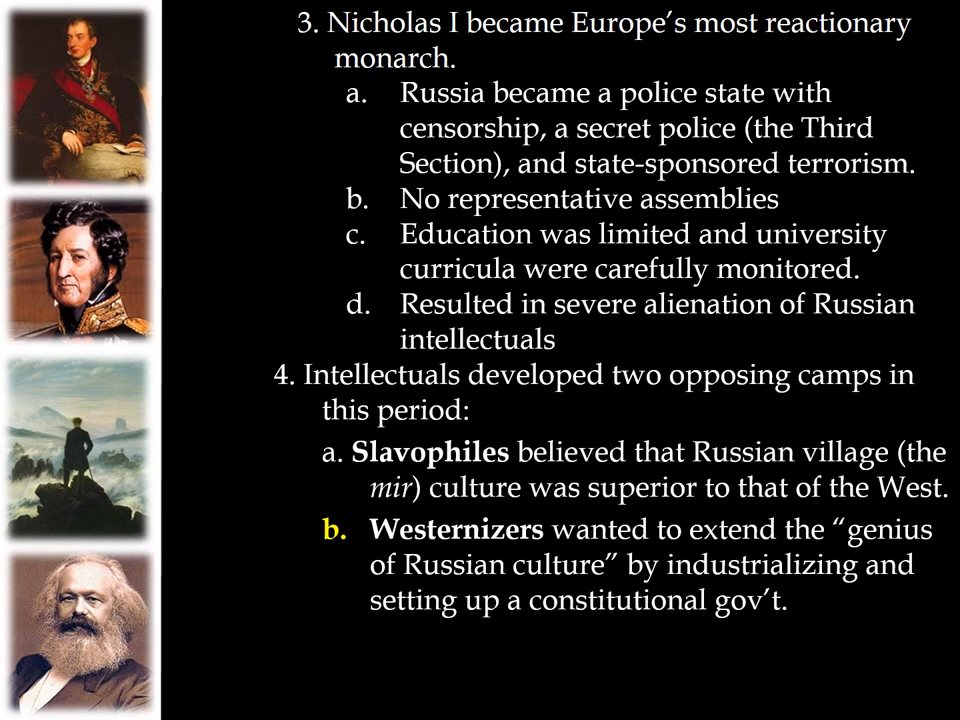 3. Nicholas I became Europe’s most reactionary
monarch.
a. Russia became a police state with
censorship, a secret police (the Third
Section), and state-sponsored terrorism.
b. No representative assemblies
c. Education was limited and university
curricula were carefully monitored.
d. Resulted in severe alienation of Russian
intellectuals
4. Intellectuals developed two opposing camps in
this period:
a. Slavophiles believed that Russian village (the
mir) culture was superior to that of the West.
b. Westernizers wanted to extend the “genius
of Russian culture” by industrializing and
setting up a constitutional gov’t.